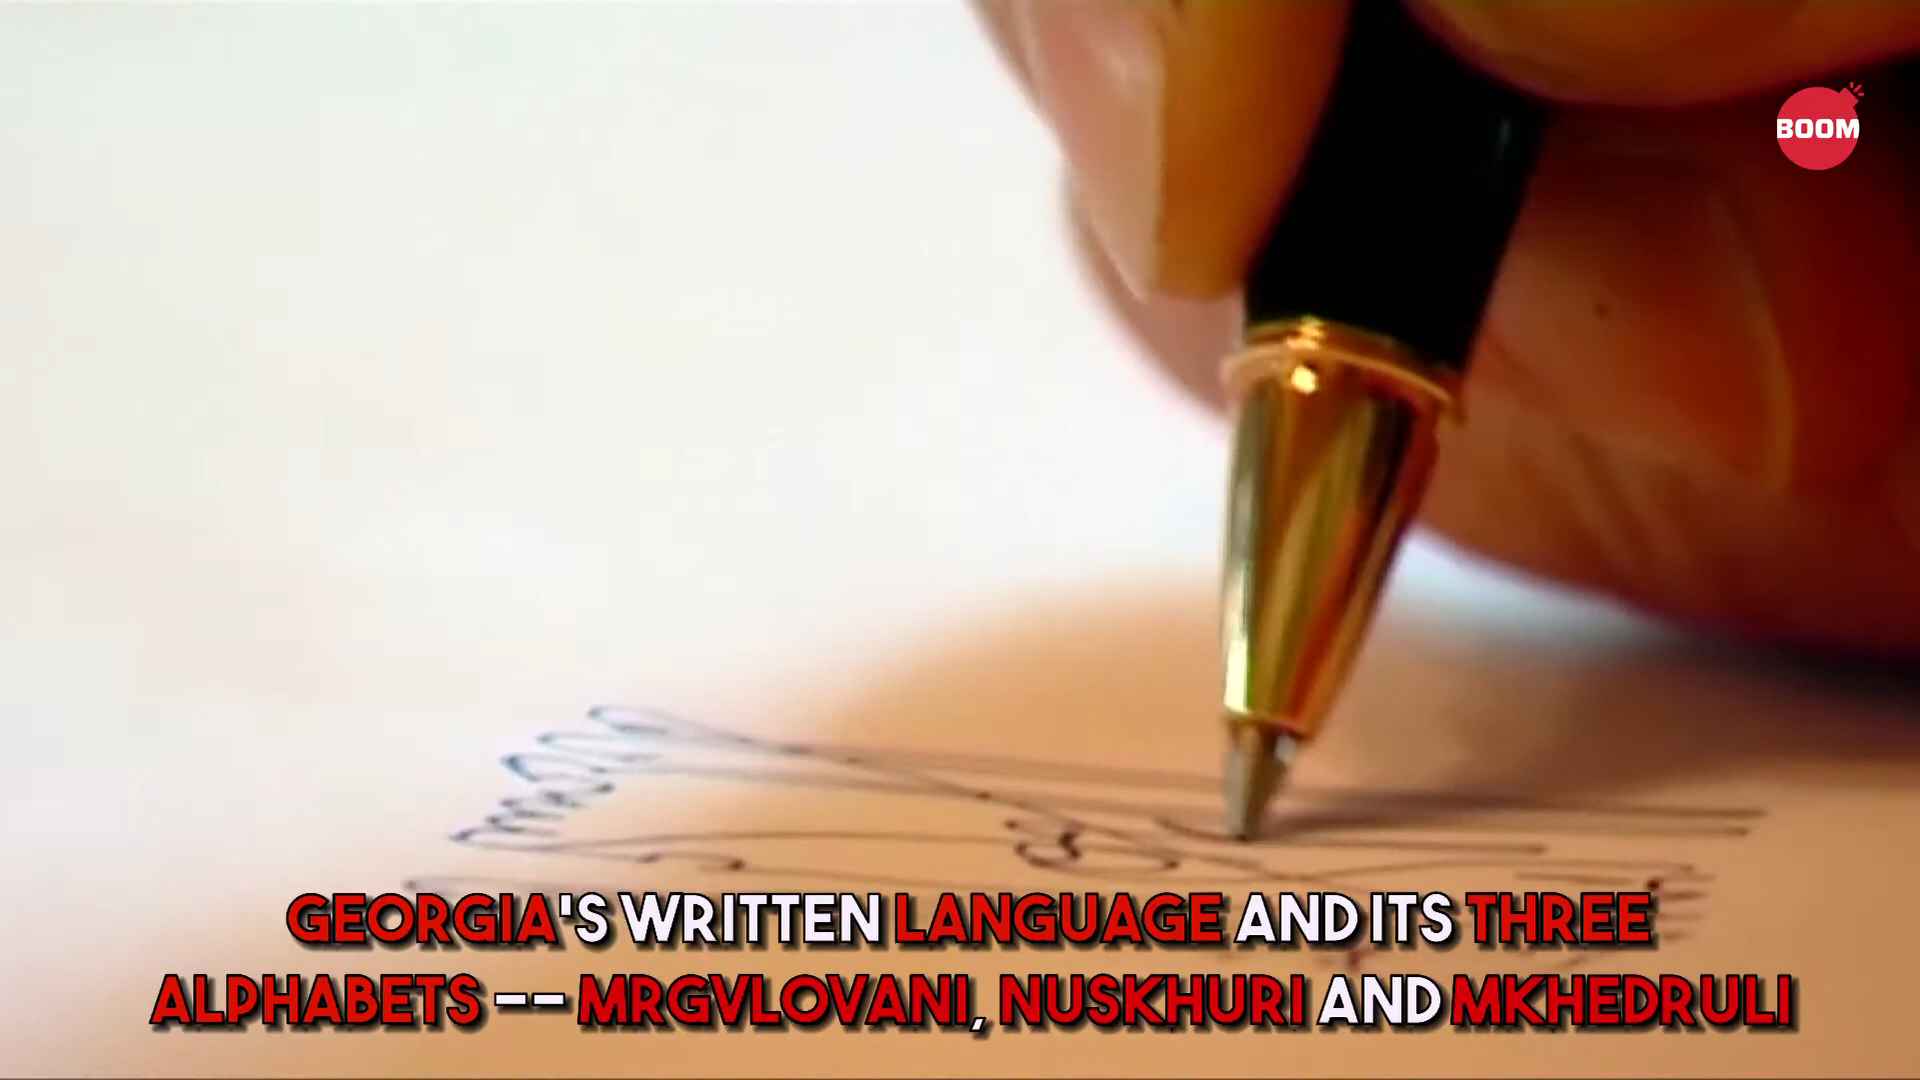 BOOM
GEORGIA'S WRITTEN LANGUAGE AND ITS THREE
ALPHABETS -- MRGVLOVANI, NUSKHURI AND MKHEDRULI